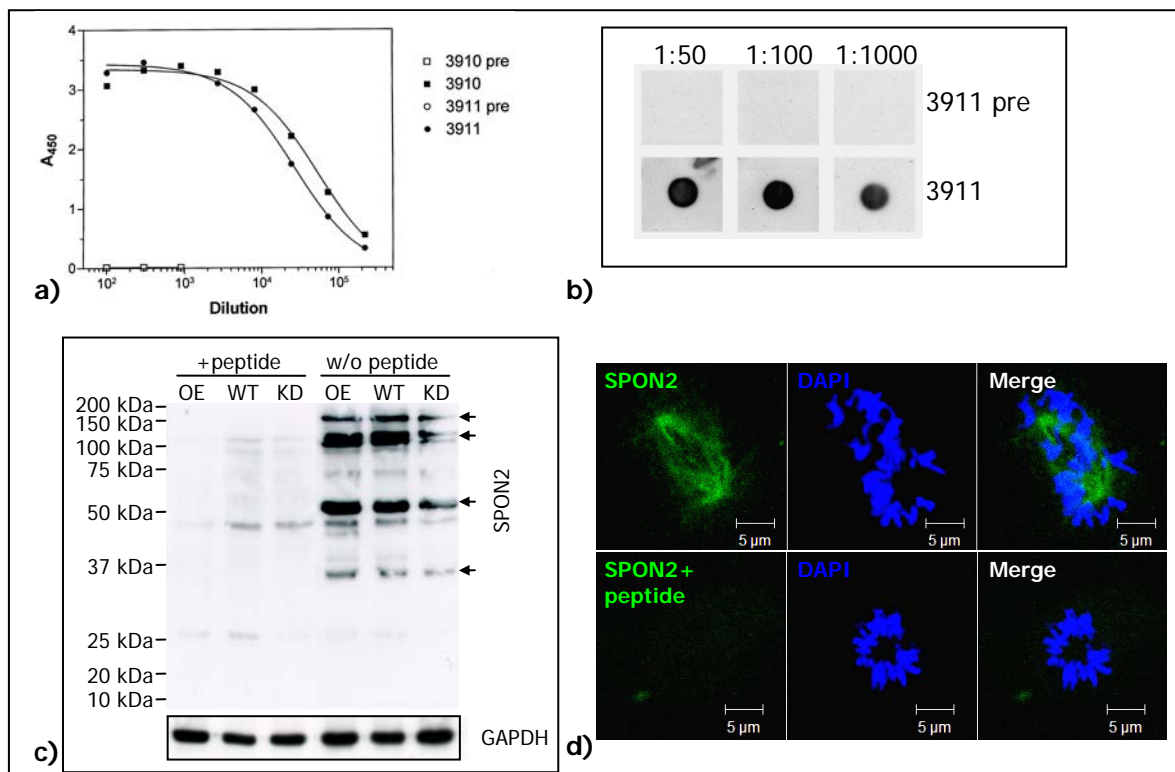 4
3
2
1
0
A450
10²
10³
10⁴
10⁵
Dilution
3910 pre
3910
3911 pre
3911
a)
1:50 1:100 1:1000
3911 pre
3911
b)
+peptide w/o peptide
OE WT KD OE WT KD
200 kDa
150 kDa
100 kDa
75 kDa
50 kDa
37 kDa
25 kDa
20 kDa
10 kDa
SPON2
GAPDH
c)
SPON2 DAPI Merge
5 µm 5 µm 5 µm
SPON2+ DAPI Merge
peptide
5 µm 5 µm 5 µm
d)